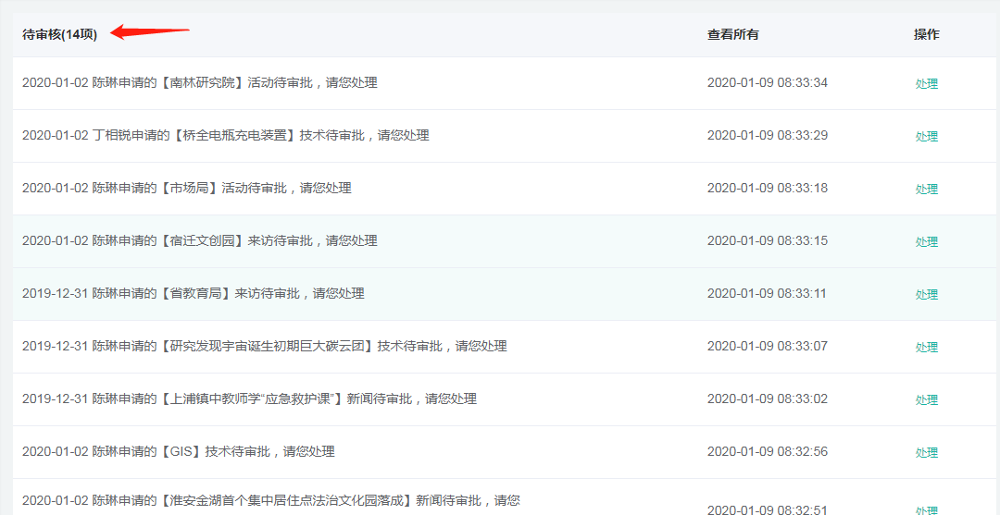 待审核(14项) 查看所有 操作
2020-01-02 陈琳申请的【南林研究院】活动待审批，请您处理 2020-01-09 08:33:34 处理
2020-01-02 丁相锐申请的【桥全电瓶充电装置】技术待审批，请您处理 2020-01-09 08:33:29 处理
2020-01-02 陈琳申请的【市场局】活动待审批，请您处理 2020-01-09 08:33:18 处理
2020-01-02 陈琳申请的【宿迁文创园】来访待审批，请您处理 2020-01-09 08:33:15 处理
2019-12-31 陈琳申请的【省教育局】来访待审批，请您处理 2020-01-09 08:33:11 处理
2019-12-31 陈琳申请的【研究发现宇宙诞生初期巨大碳云团】技术待审批，请您处理 2020-01-09 08:33:07 处理
2019-12-31 陈琳申请的【上浦镇中教师学“应急救护课”】新闻待审批，请您处理 2020-01-09 08:33:02 处理
2020-01-02 陈琳申请的【GIS】技术待审批，请您处理 2020-01-09 08:32:56 处理
2020-01-02 陈琳申请的【淮安金湖首个集中居住点法治文化园落成】新闻待审批，请您 2020-01-09 08:32:51 处理